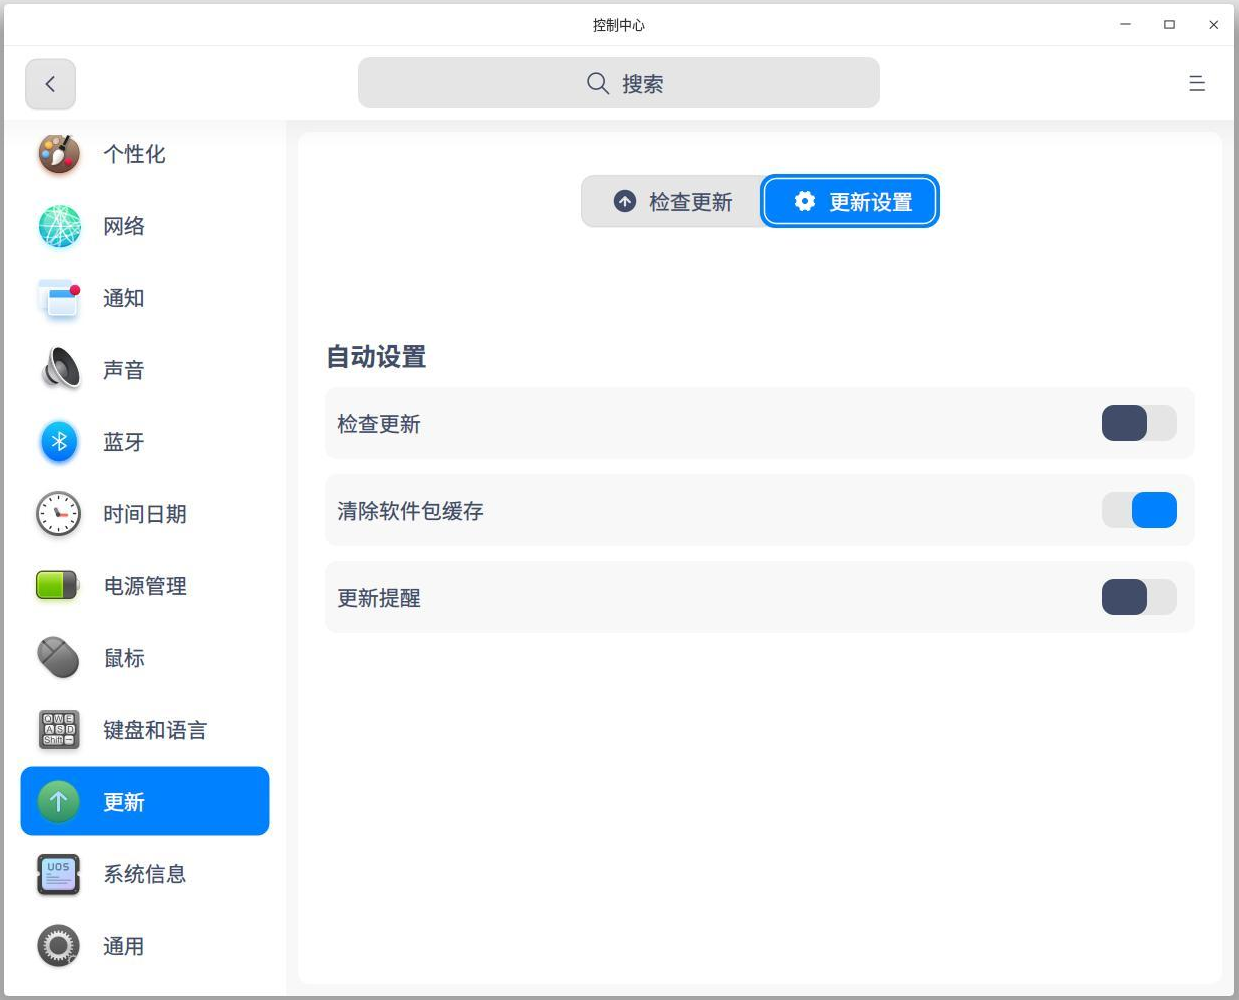 控制中心
搜索
个性化
网络
通知
声音
蓝牙
时间日期
电源管理
鼠标
键盘和语言
更新
系统信息
通用
检查更新
更新设置
自动设置
检查更新
清除软件包缓存
更新提醒
Q W E
A S D
Shift
UOS